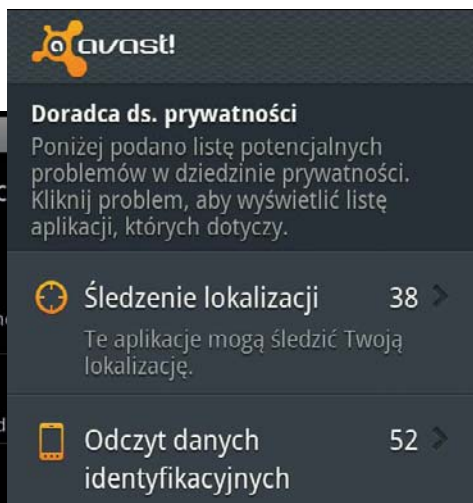 avast!
Doradca ds. prywatności
Poniżej podano listę potencjalnych
problemów w dziedzinie prywatności.
Kliknij problem, aby wyświetlić listę
aplikacji, których dotyczy.
Śledzenie lokalizacji 38
Te aplikacje mogą śledzić Twoją
lokalizację.
Odczyt danych 52
identyfikacyjnych